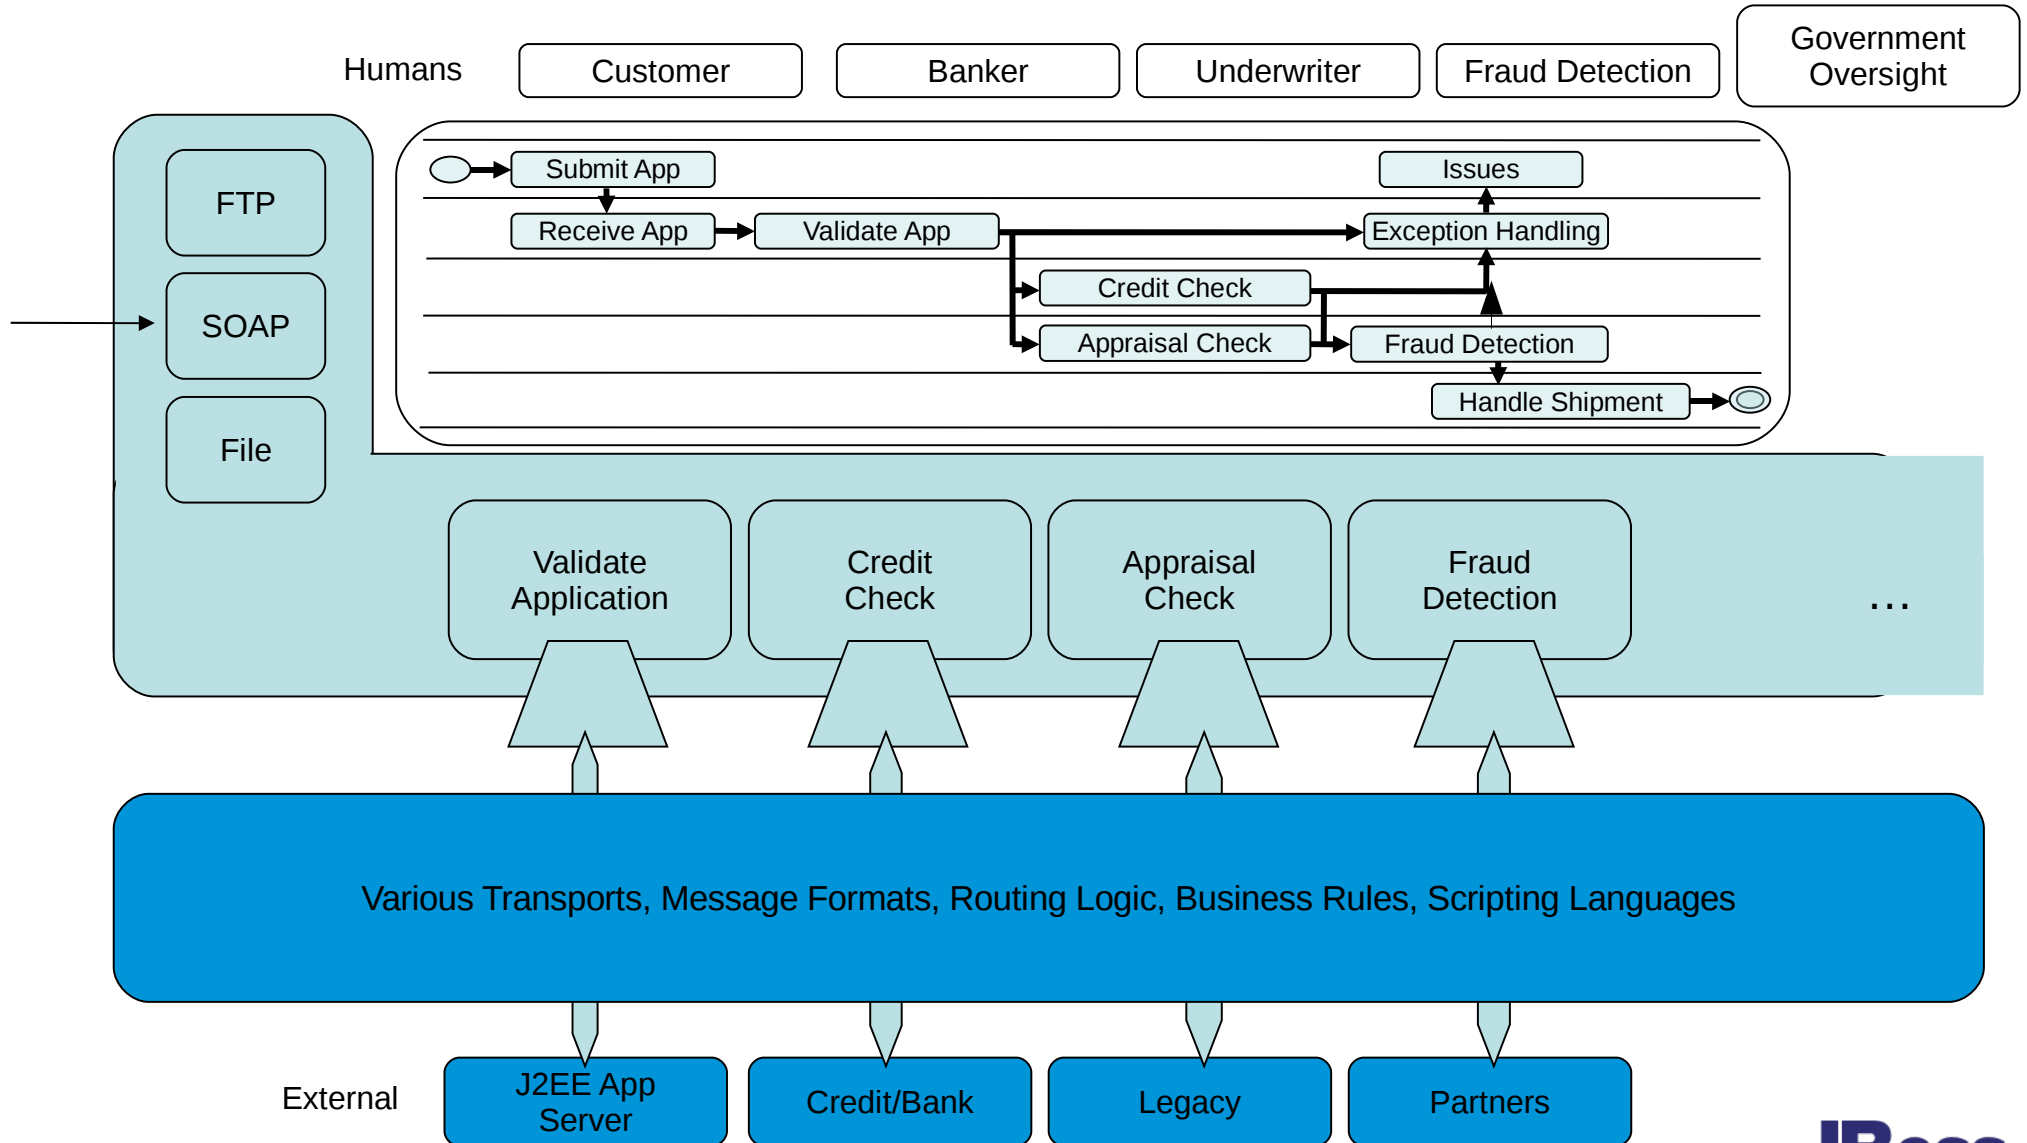 Government
Oversight
Humans
Customer
Banker
Underwriter
Fraud Detection
Submit App
Issues
FTP
Receive App
Validate App
Exception Handling
Credit Check
SOAP
Appraisal Check
Fraud Detection
Handle Shipment
File
Validate
Application
Credit
Check
Appraisal
Check
Fraud
Detection
...
Various Transports, Message Formats, Routing Logic, Business Rules, Scripting Languages
External
J2EE App
Server
Credit/Bank
Legacy
Partners
JBoss